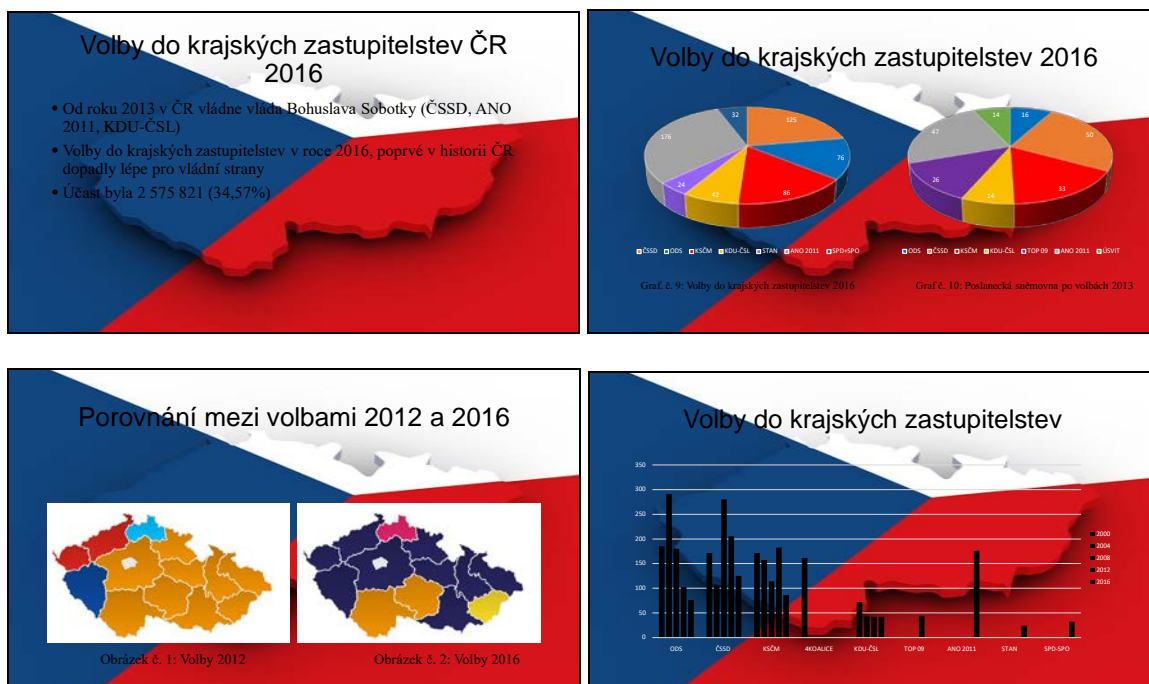 Volby do krajských zastupitelstev ČR
2016
• Od roku 2013 v ČR vládne vláda Bohuslava Sobotky (ČSSD, ANO
2011, KDU-ČSL)
• Volby do krajských zastupitelstev v roce 2016, poprvé v historii ČR
dopadly lépe pro vládní strany
• Účast byla 2 575 821 (34,57%)
Volby do krajských zastupitelstev 2016
32
125
176
76
24
42
86
ČSSD ODS KSČM KDU-ČSL STAN ANO 2011 SPD+SPO
Graf. č. 9: Volby do krajských zastupitelstev 2016
14
16
47
50
26
14
33
ODS ČSSD KSČM KDU-ČSL TOP 09 ANO 2011 ÚSVIT
Graf č. 10: Poslanecká sněmovna po volbách 2013
Porovnání mezi volbami 2012 a 2016
Obrázek č. 1: Volby 2012
Obrázek č. 2: Volby 2016
Volby do krajských zastupitelstev
350
300
250
200
150
100
50
0
ODS ČSSD KSČM 4KOALICE KDU-ČSL TOP 09 ANO 2011 STAN SPD-SPO
2000
2004
2008
2012
2016